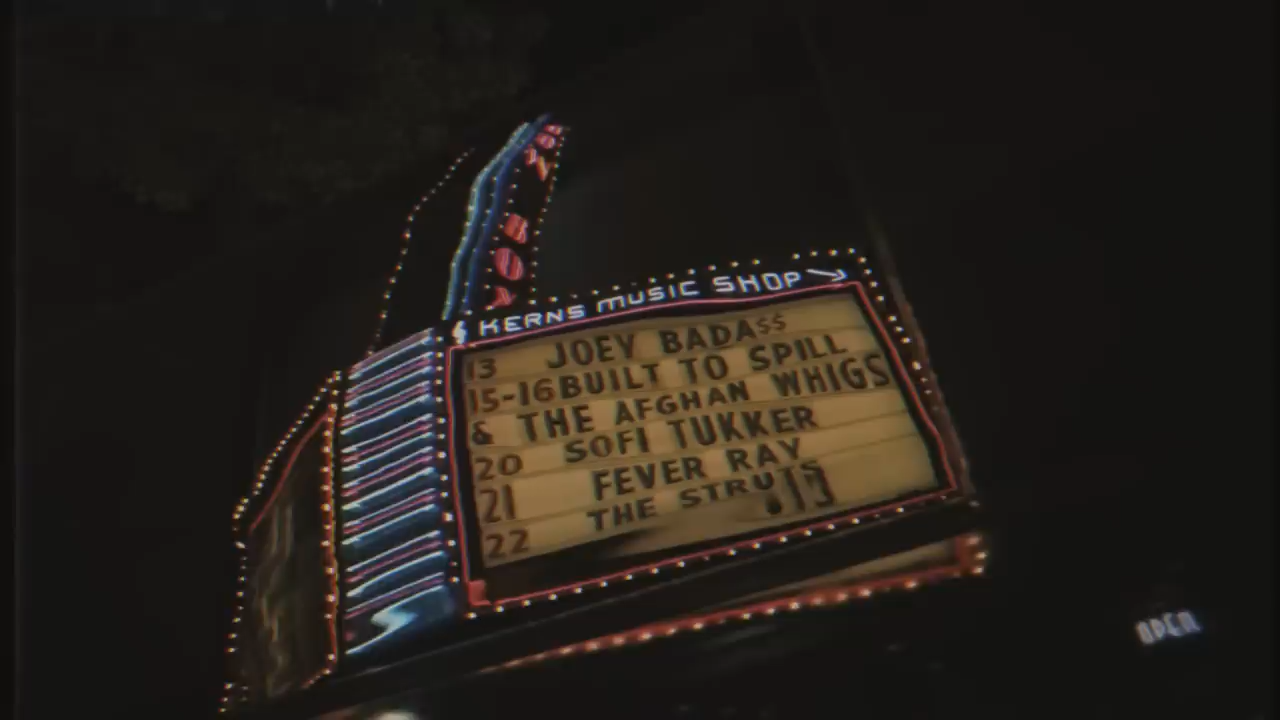 KERNS MUSIC SHOP
13 JOEY BADA$$
15-16 BUILT TO SPILL
& THE AFGHAN WHIGS
20 SOFI TUKKER
21 FEVER RAY
22 THE STRUTS
OPEN